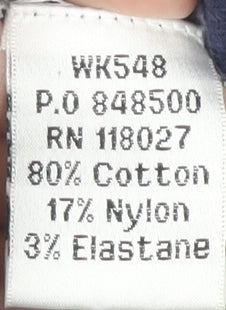 WK548
P.O 848500
RN 118027
80% Cotton
17% Nylon
3% Elastane